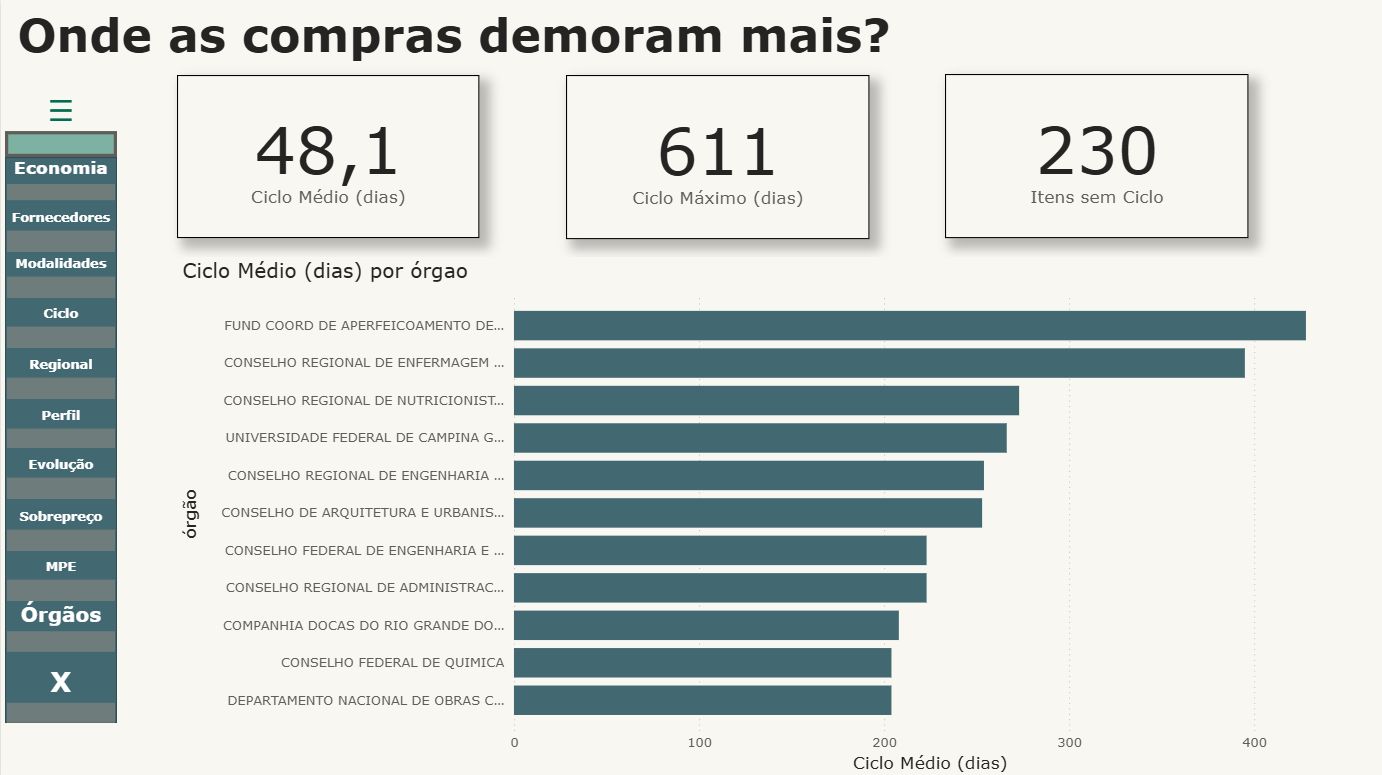 Onde as compras demoram mais?
☰
Economia
Fornecedores
Modalidades
Ciclo
Regional
Perfil
Evolução
Sobrepreço
MPE
Órgãos
X
48,1
Ciclo Médio (dias)
611
Ciclo Máximo (dias)
230
Itens sem Ciclo
Ciclo Médio (dias) por órgao
órgão
FUND COORD DE APERFEICOAMENTO DE...
CONSELHO REGIONAL DE ENFERMAGEM ...
CONSELHO REGIONAL DE NUTRICIONIST...
UNIVERSIDADE FEDERAL DE CAMPINA G...
CONSELHO REGIONAL DE ENGENHARIA ...
CONSELHO DE ARQUITETURA E URBANIS...
CONSELHO FEDERAL DE ENGENHARIA E ...
CONSELHO REGIONAL DE ADMINISTRAC...
COMPANHIA DOCAS DO RIO GRANDE DO...
CONSELHO FEDERAL DE QUIMICA
DEPARTAMENTO NACIONAL DE OBRAS C...
0 100 200 300 400
Ciclo Médio (dias)